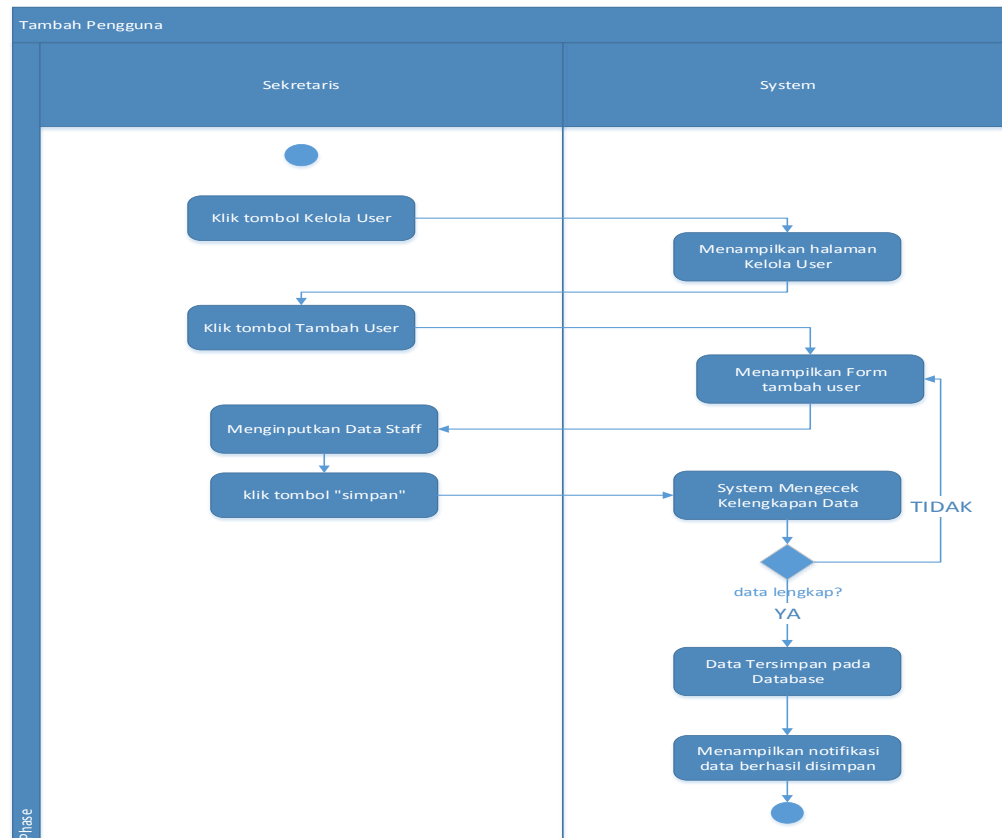 Tambah Pengguna
Sekretaris
System
Klik tombol Kelola User
Menampilkan halaman
Kelola User
Klik tombol Tambah User
Menampilkan Form
tambah user
Menginputkan Data Staff
klik tombol "simpan"
System Mengecek
Kelengkapan Data
TIDAK
data lengkap?
YA
Data Tersimpan pada
Database
Menampilkan notifikasi
data berhasil disimpan
Phase